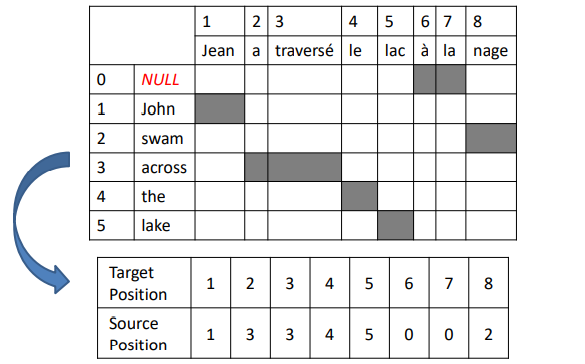 1 2 3 4 5 6 7 8
Jean a traversé le lac à la nage
0 NULL
1 John
2 swam
3 across
4 the
5 lake
Target Position 1 2 3 4 5 6 7 8
Source Position 1 3 3 4 5 0 0 2